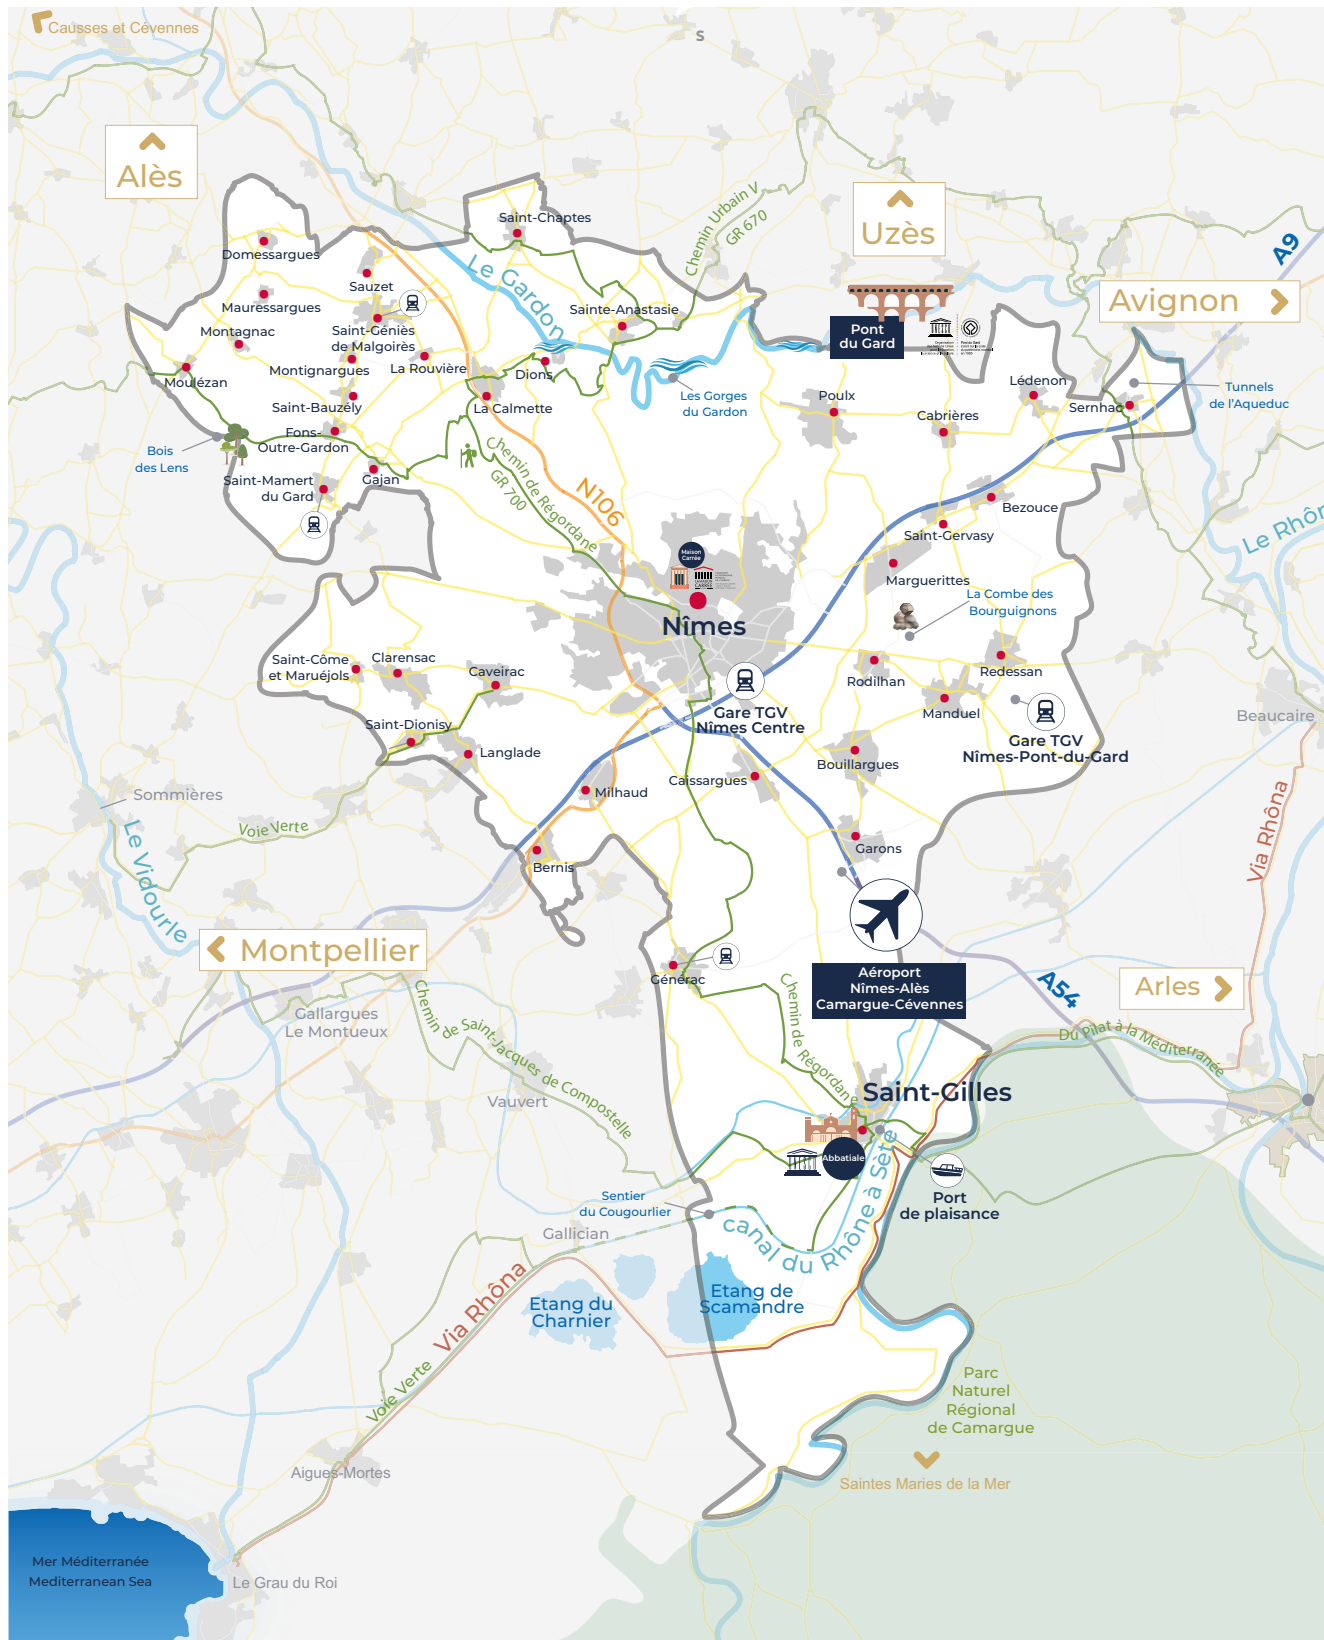 Causses et Cévennes
S
Alès
Uzès
Avignon
A9
Chemin Urbain V
GR 670
Saint-Chaptes
Domessargues
Sauzet
Le Gardon
Mauressargues
Sainte-Anastasie
Montagnac
Saint-Géniès
de Malgoirès
Pont
du Gard
Montignargues
La Rouvière
Moulézan
Dions
Les Gorges
du Gardon
Lédenon
Tunnels
de l'Aqueduc
Saint-Bauzély
La Calmette
Poulx
Cabrières
Sernhac
Fons-
Outre-Gardon
Bois
des Lens
Chemin de Régordane
GR 700
Saint-Mamert
du Gard
Gajan
N106
Bezouce
Saint-Gervasy
Le Rhôn
Maison
Carrée
Marguerittes
La Combe des
Bourguignons
Nîmes
Saint-Côme
et Maruéjols
Clarensac
Caveirac
Rodilhan
Redessan
Manduel
Gare TGV
Nîmes Centre
Beaucaire
Saint-Dionisy
Langlade
Gare TGV
Nîmes-Pont-du-Gard
Bouillargues
Caissargues
Milhaud
Sommières
Voie Verte
Via Rhôna
Garons
Bernis
Le Vidourle
Montpellier
Générac
Aéroport
Nîmes-Alès
Camargue-Cévennes
A54
Arles
Chemin de Saint-Jacques de Compostelle
Gallargues
Le Montueux
Chemin de Régordane
Du Pilat à la Méditerranée
Saint-Gilles
Vauvert
Abbatiale
Port
de plaisance
Sentier
du Cougourlier
canal du Rhône à Sète
Gallician
Via Rhôna
Etang du
Charnier
Etang de
Scamandre
Voie Verte
Parc
Naturel
Régional
de Camargue
Aigues-Mortes
Saintes Maries de la Mer
Mer Méditerranée
Mediterranean Sea
Le Grau du Roi